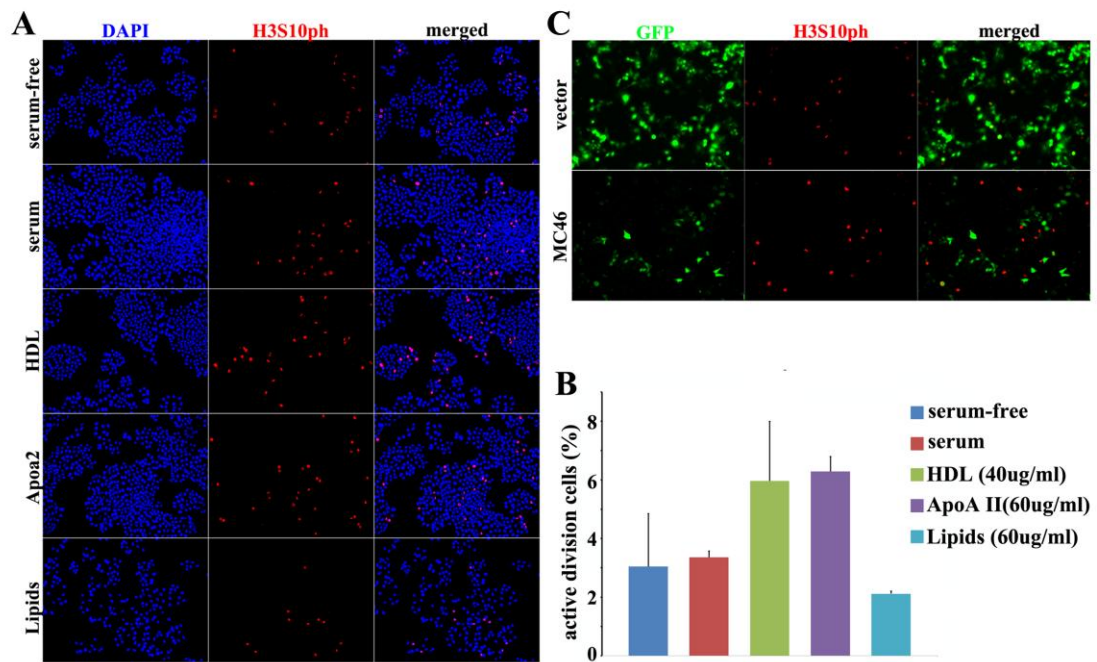 A
DAPI
H3S10ph
merged
serum-free
serum
HDL
Apoa2
Lipids
C
GFP
H3S10ph
merged
vector
MC46
B
active division cells (%)
8
6
4
2
0
serum-free
serum
HDL (40ug/ml)
ApoA II(60ug/ml)
Lipids (60ug/ml)